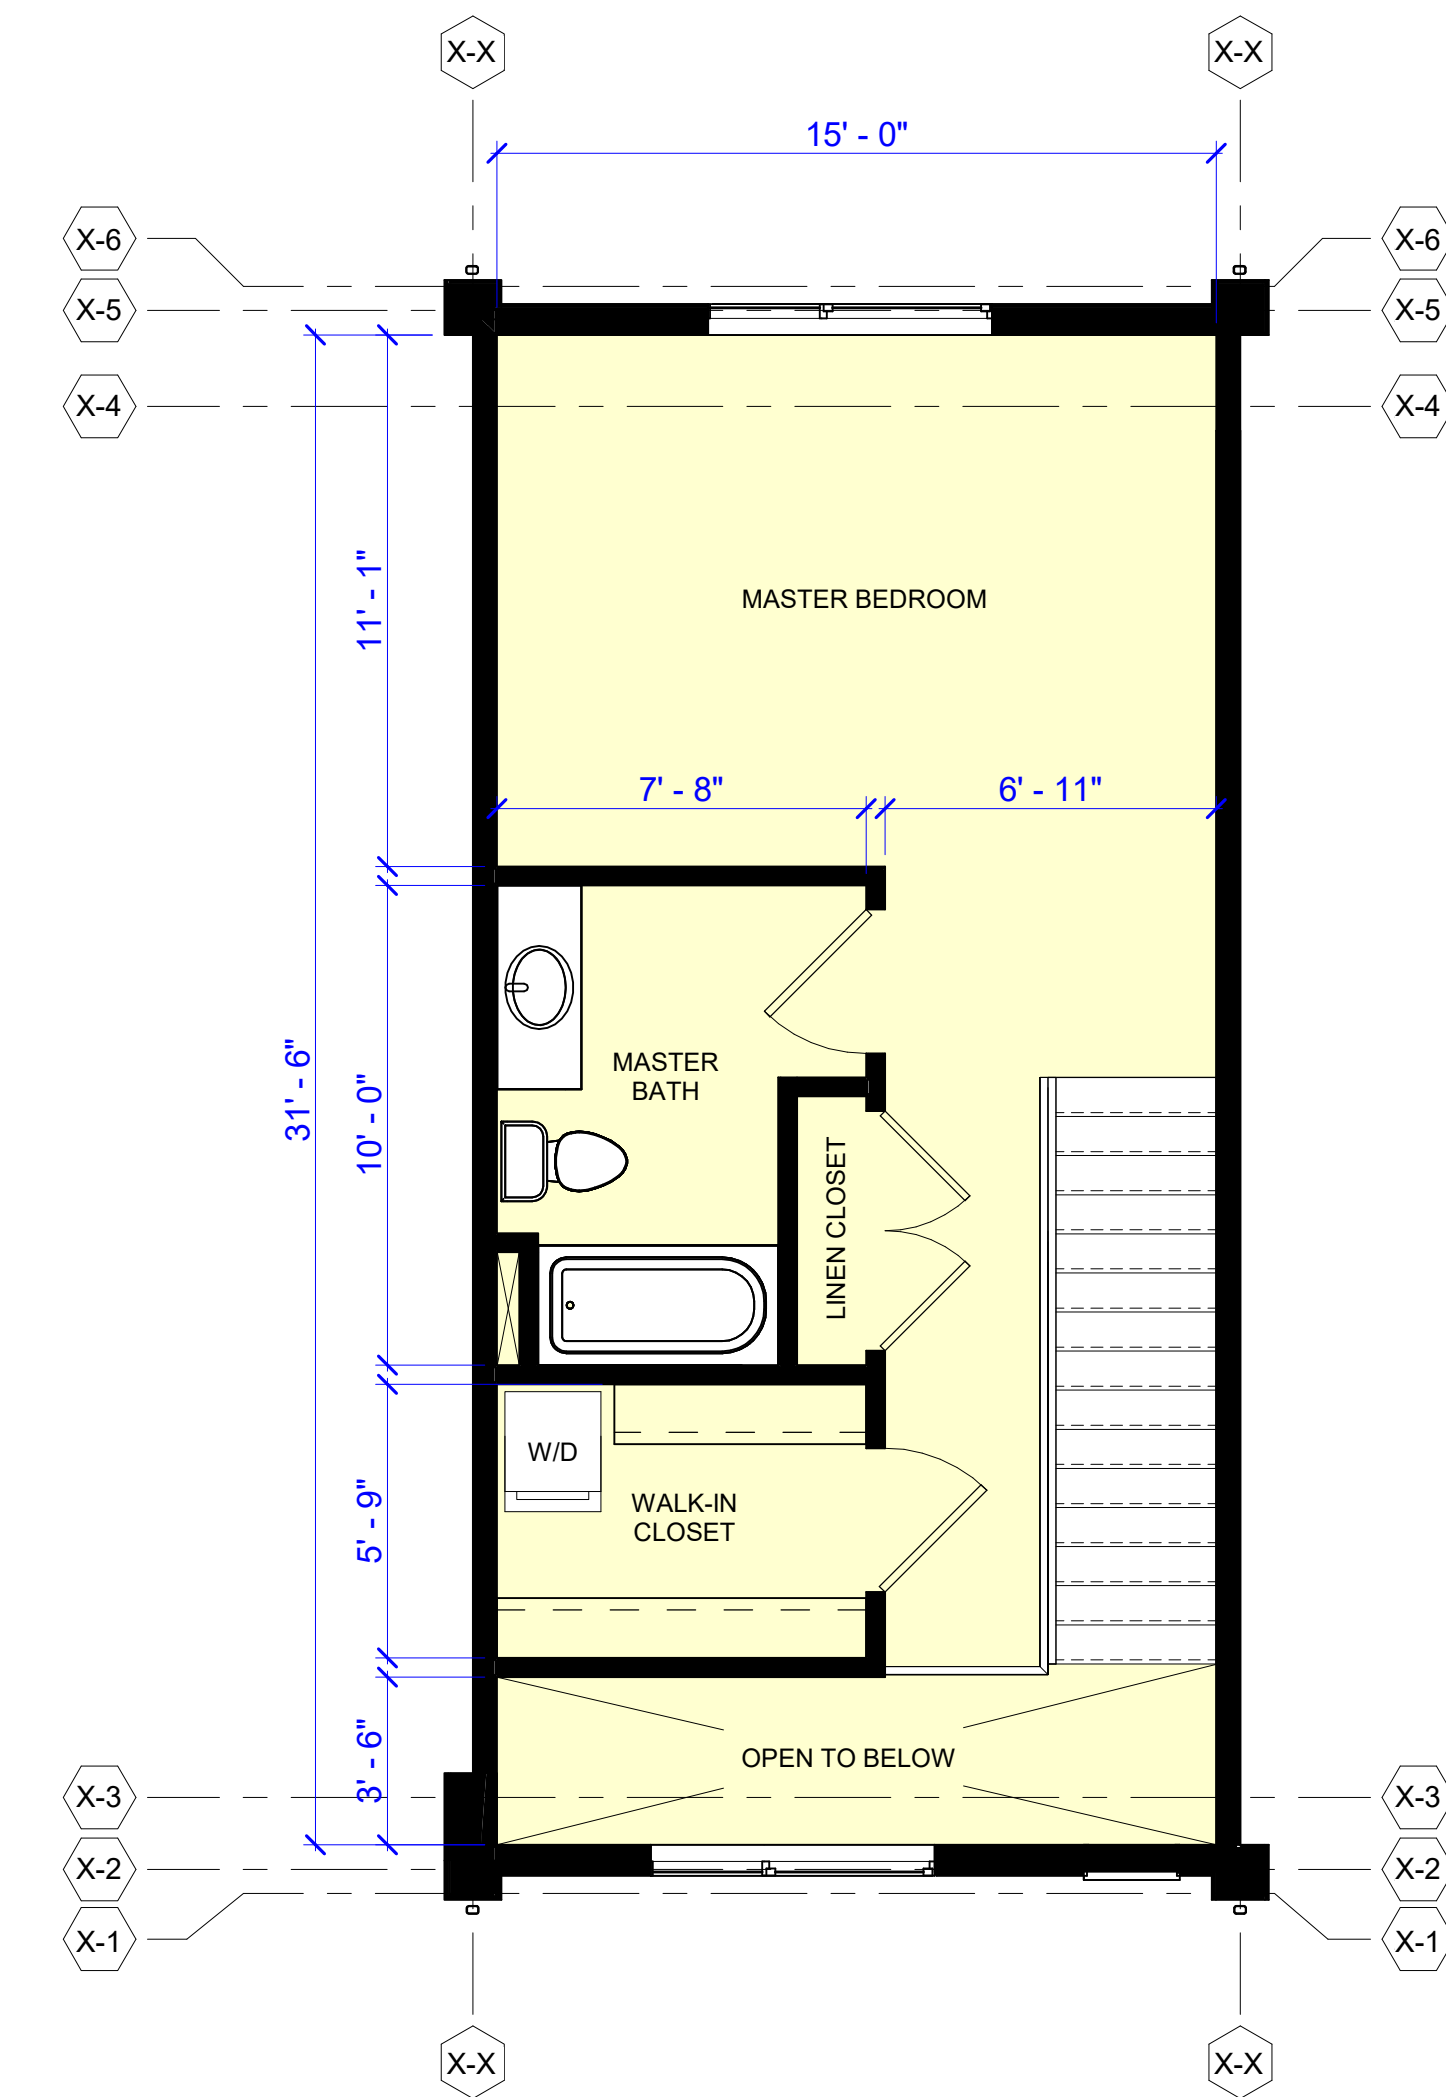 X-X
X-X
15' - 0"
X-6
X-6
X-5
X-5
X-4
X-4
11' - 1"
MASTER BEDROOM
7' - 8"
6' - 11"
31' - 6"
10' - 0"
MASTER
BATH
LINEN CLOSET
W/D
5' - 9"
WALK-IN
CLOSET
3' - 6"
OPEN TO BELOW
X-3
X-3
X-2
X-2
X-1
X-1
X-X
X-X